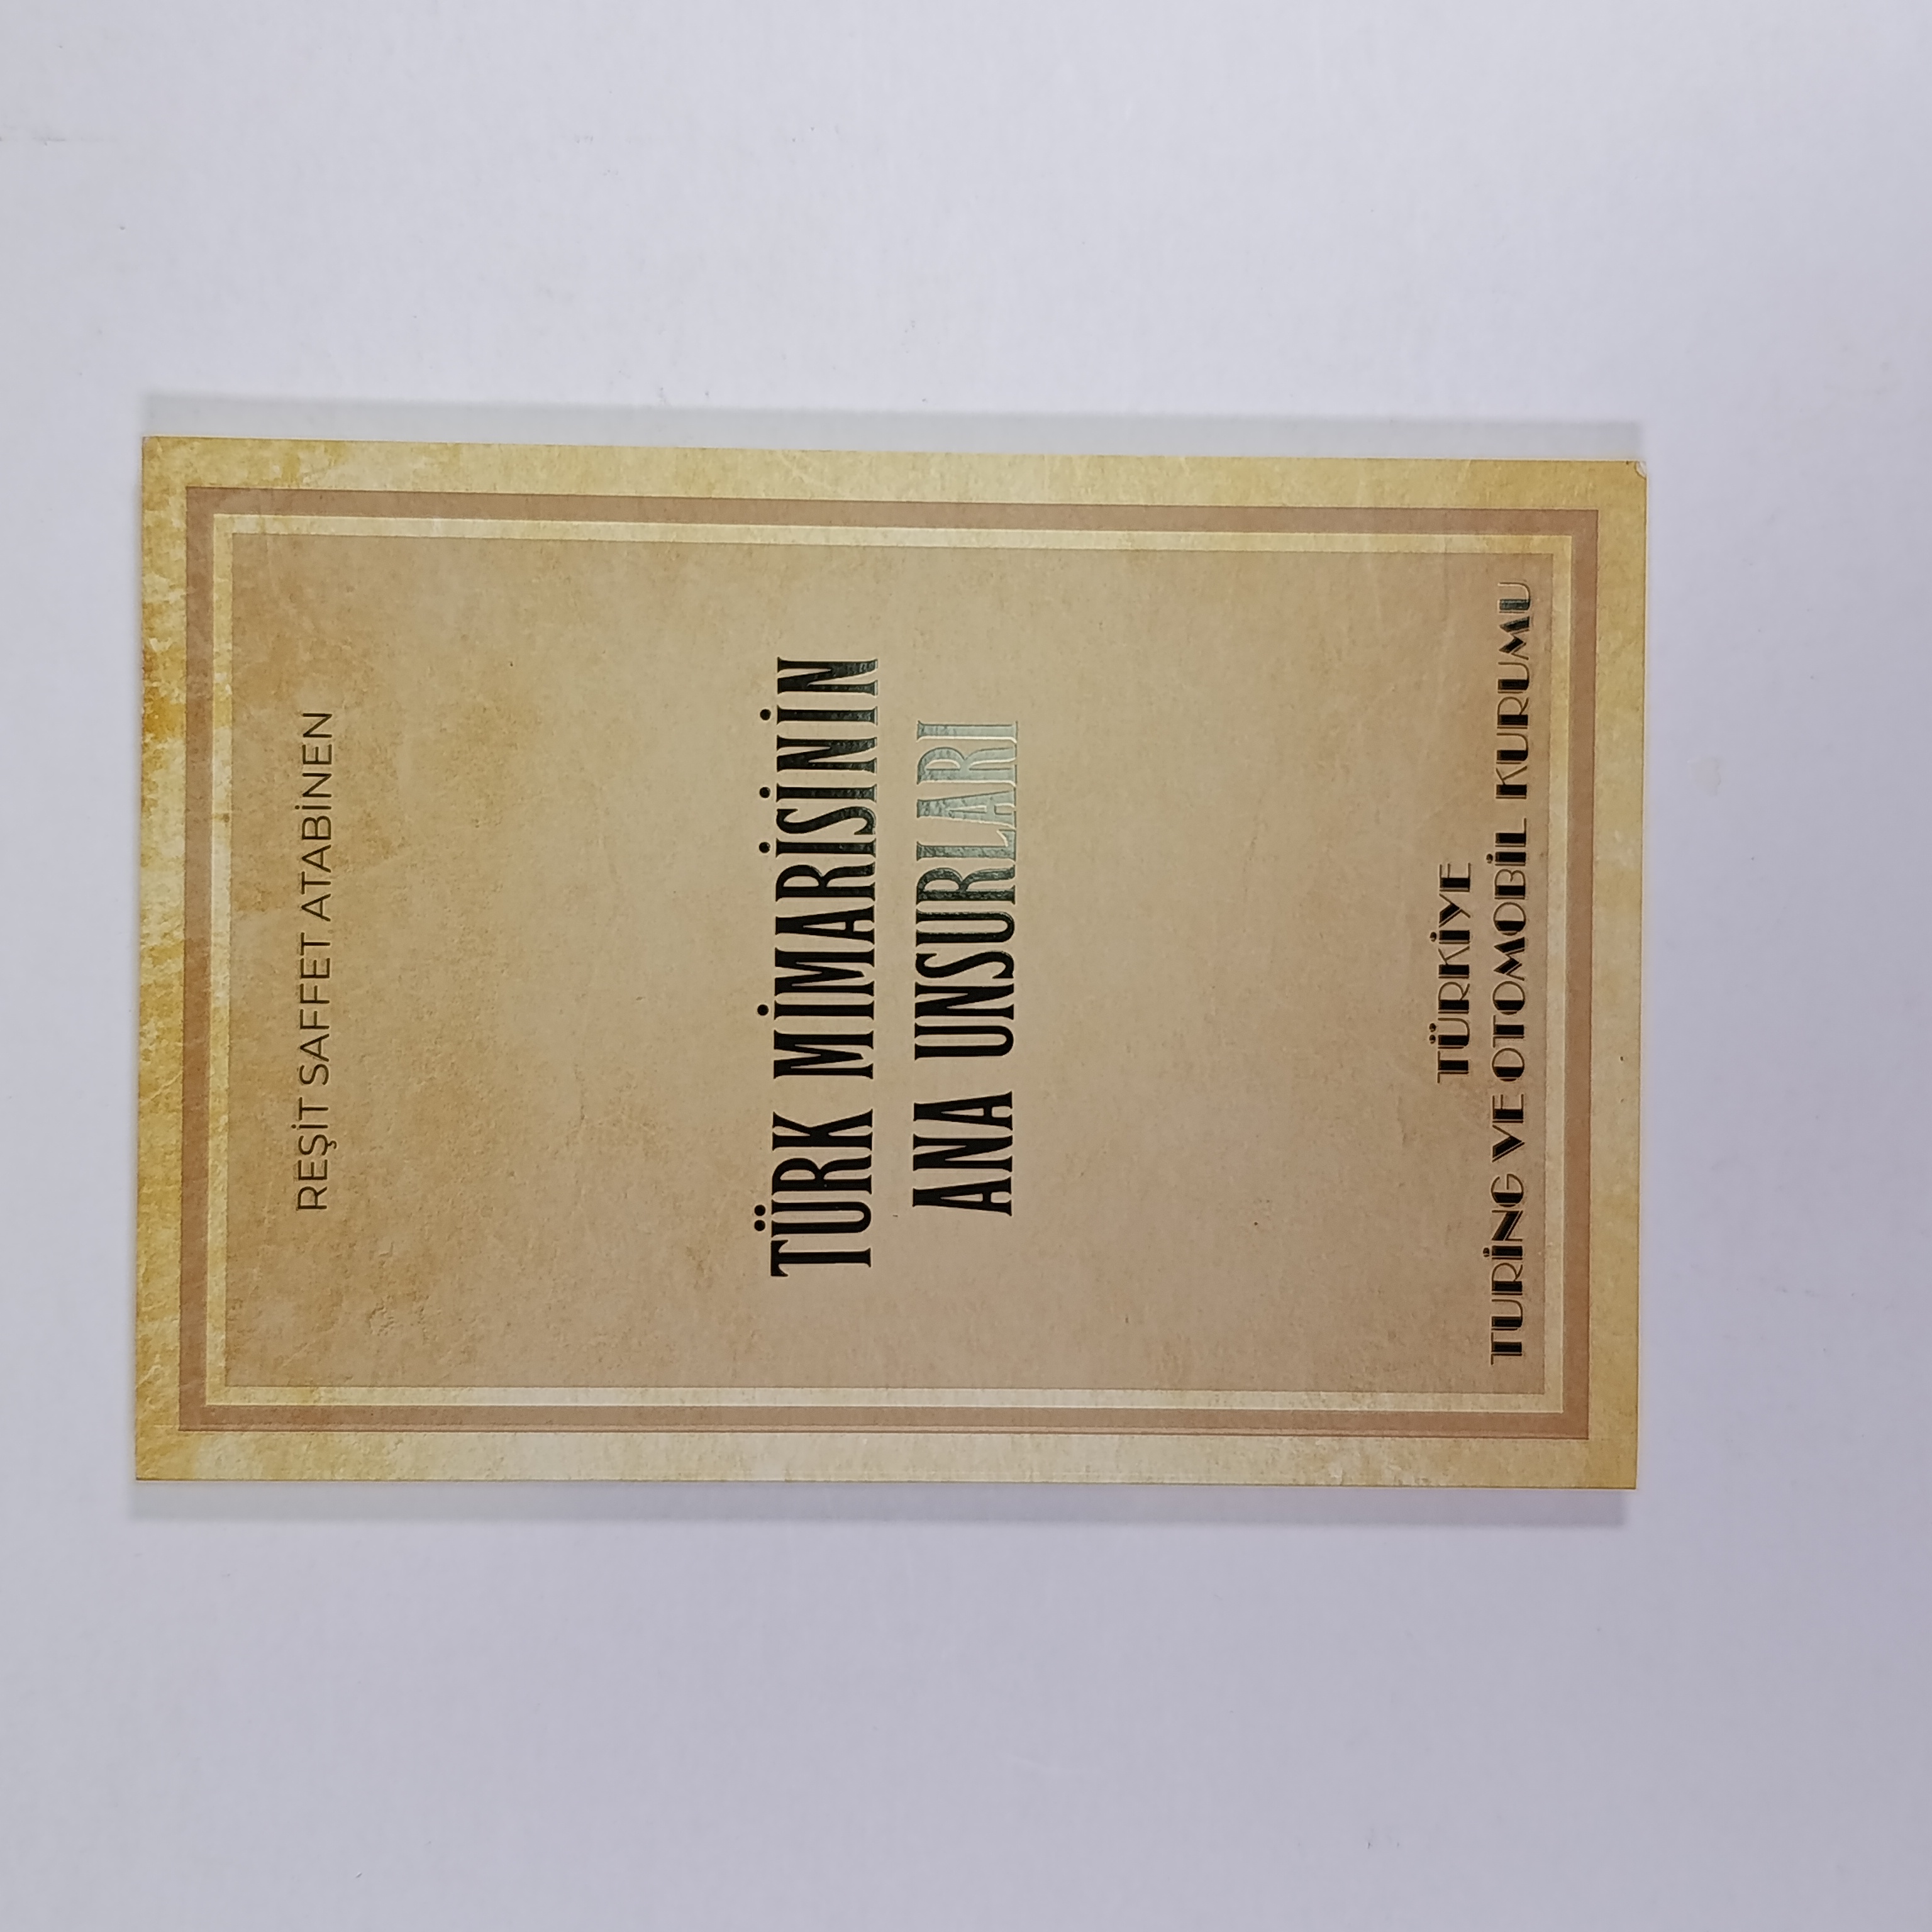 REŞİT SAFFET ATABİNEN
TÜRK MİMARİSİNİN
ANA UNSURLARI
TÜRKİYE
TURİNG VE OTOMOBİL KURUMU